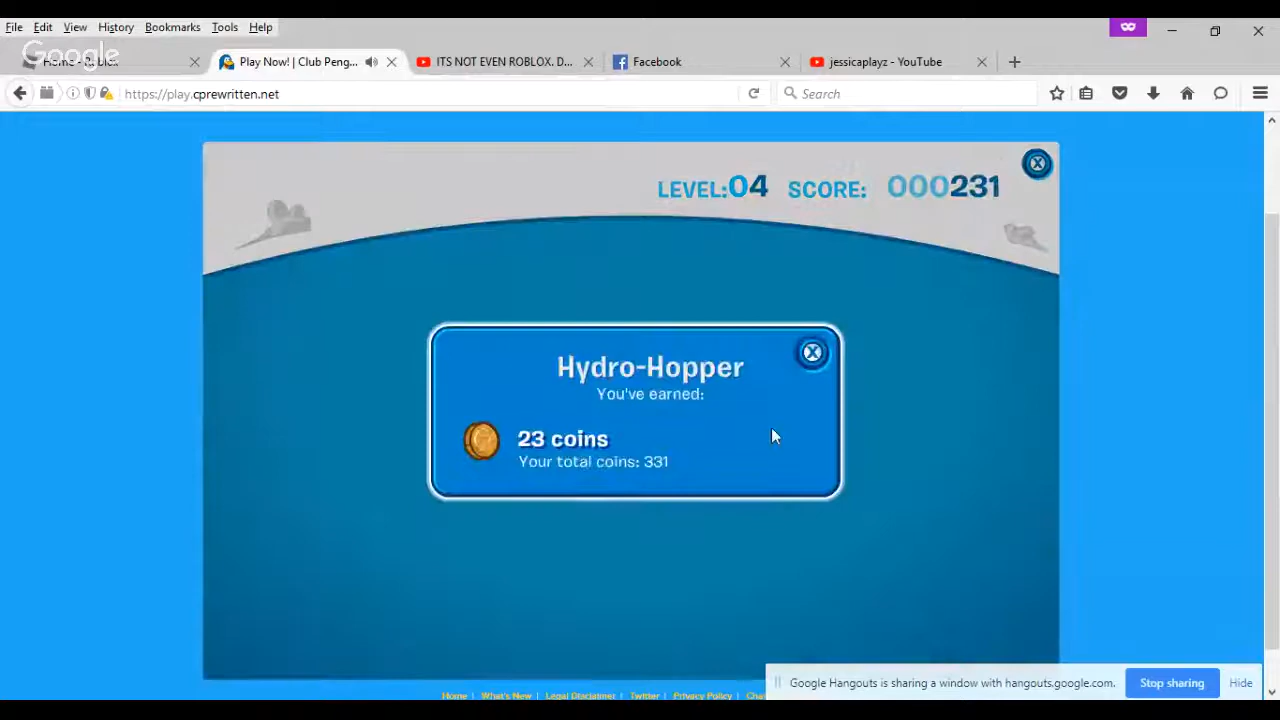 File Edit View History Bookmarks Tools Help
Google
Home - Roblox
Play Now! | Club Peng...
ITS NOT EVEN ROBLOX. D...
Facebook
jessicaplayz - YouTube
https://play.cprewritten.net
Search
LEVEL:04 SCORE: 000231
Hydro-Hopper
You've earned:
23 coins
Your total coins: 331
Google Hangouts is sharing a window with hangouts.google.com. Stop sharing Hide
Home | What's New | Legal Disclaimer | Twitter | Privacy Policy |